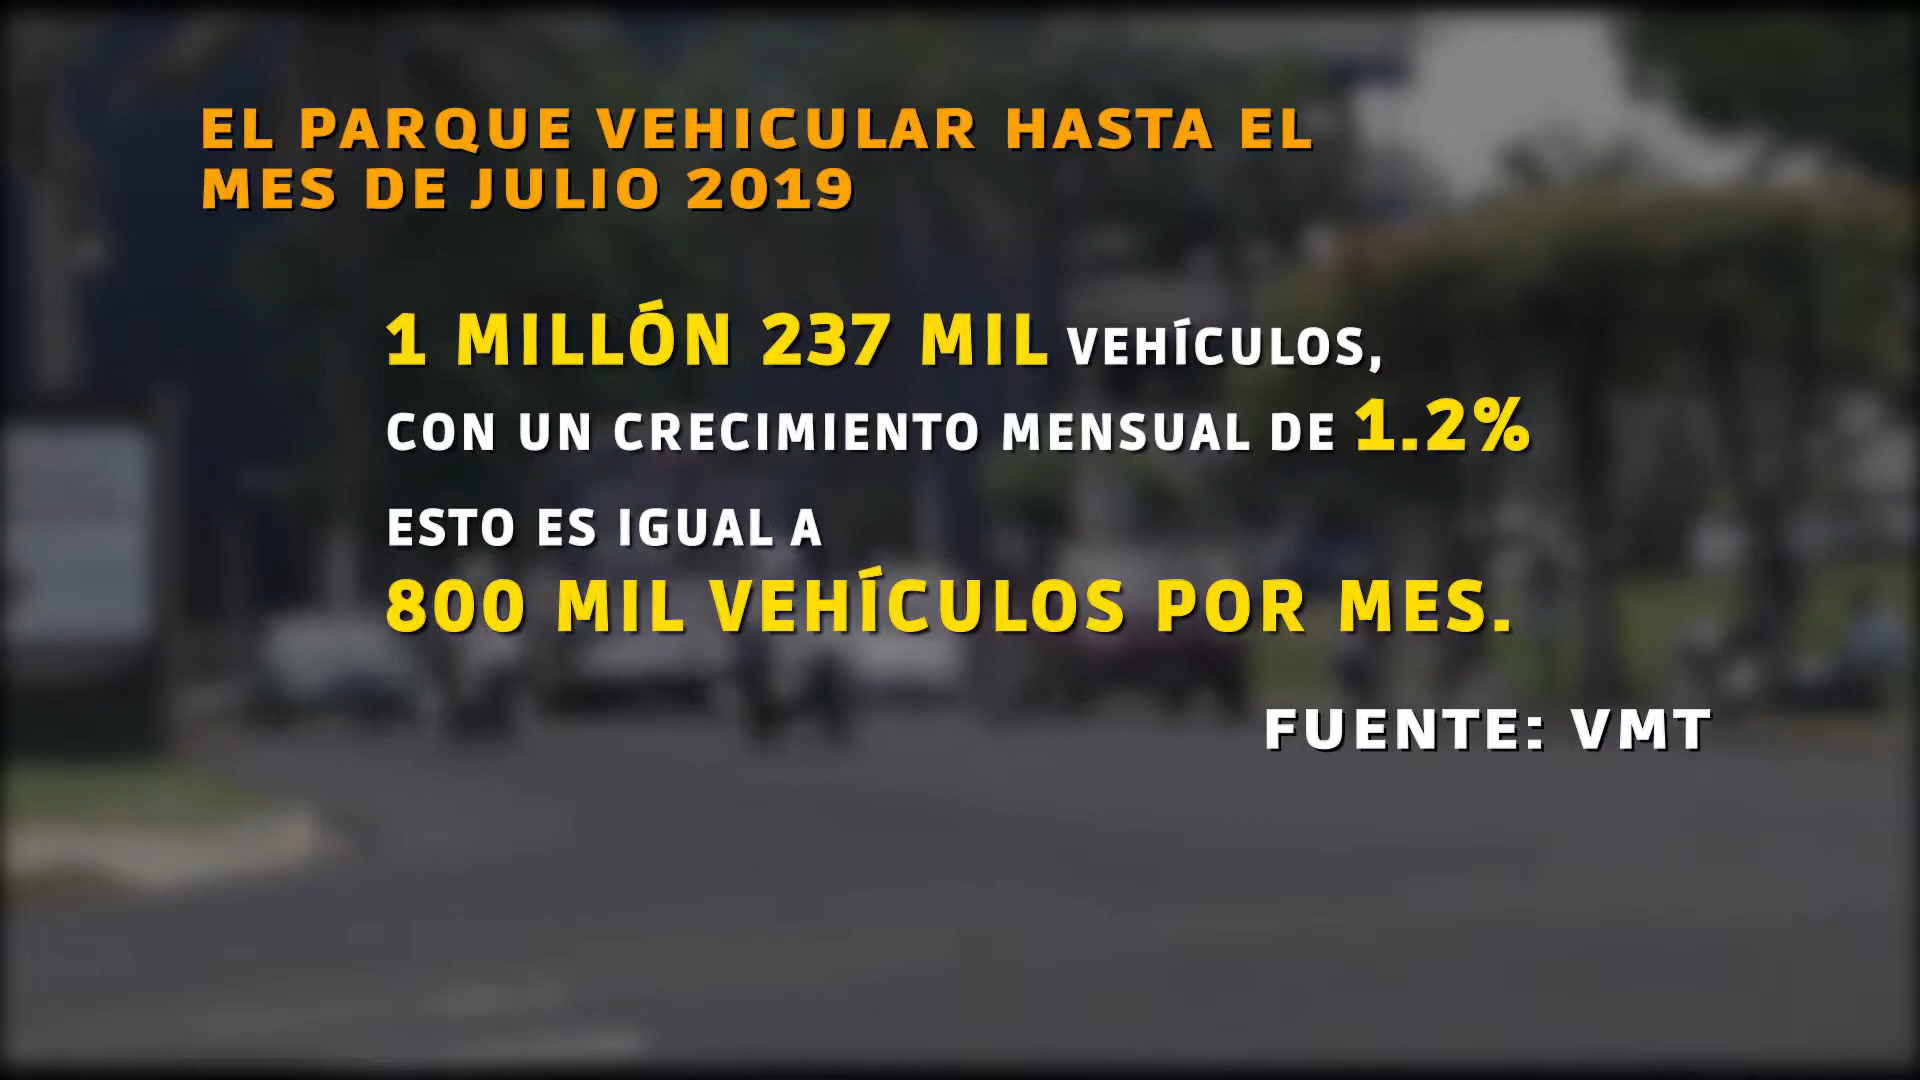 EL PARQUE VEHICULAR HASTA EL
MES DE JULIO 2019
1 MILLÓN 237 MIL VEHÍCULOS,
CON UN CRECIMIENTO MENSUAL DE 1.2%
ESTO ES IGUAL A
800 MIL VEHÍCULOS POR MES.
FUENTE: VMT